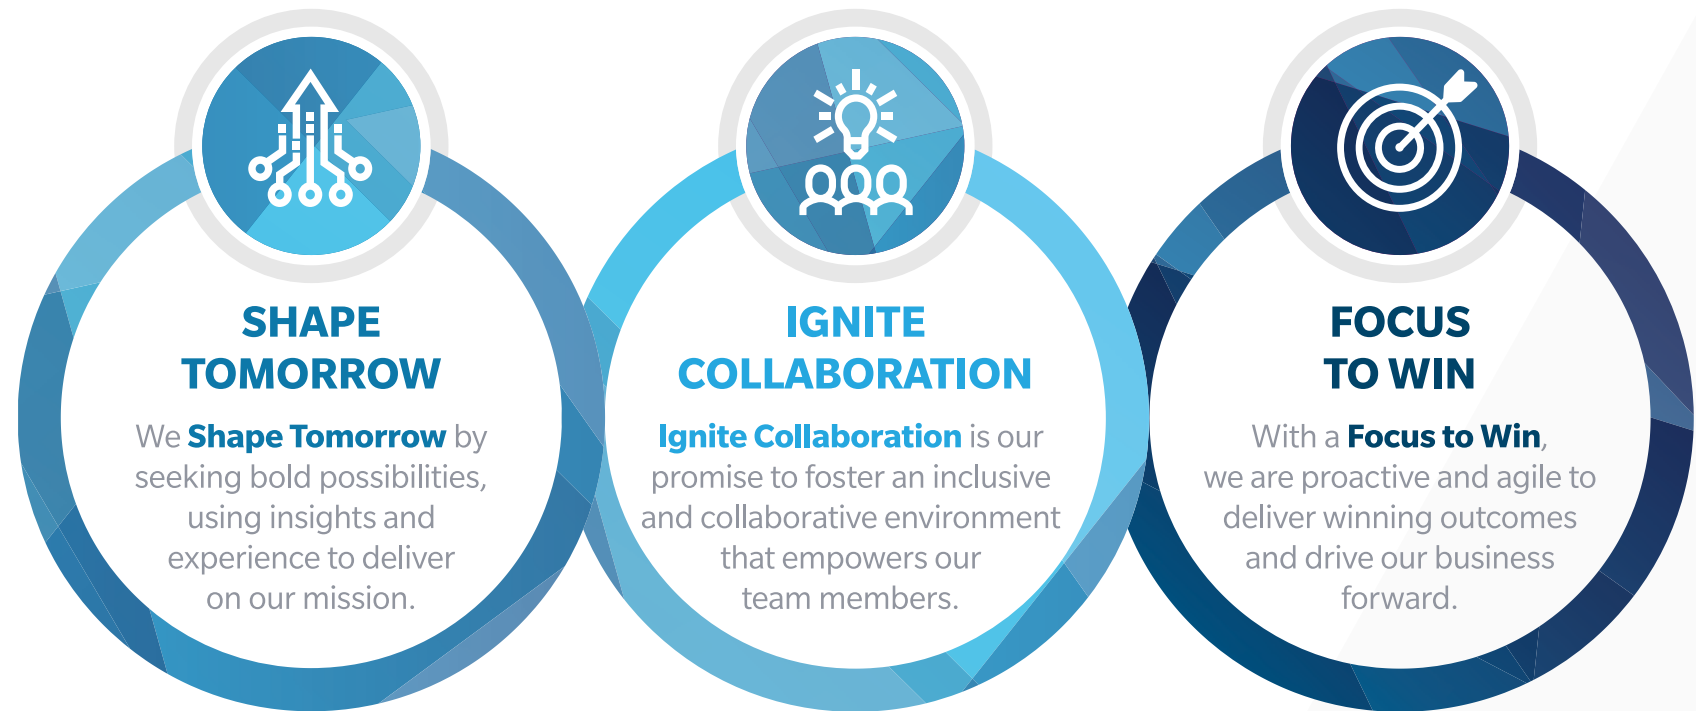 SHAPE
TOMORROW
We Shape Tomorrow by
seeking bold possibilities,
using insights and
experience to deliver
on our mission.
IGNITE
COLLABORATION
Ignite Collaboration is our
promise to foster an inclusive
and collaborative environment
that empowers our
team members.
FOCUS
TO WIN
With a Focus to Win,
we are proactive and agile to
deliver winning outcomes
and drive our business
forward.